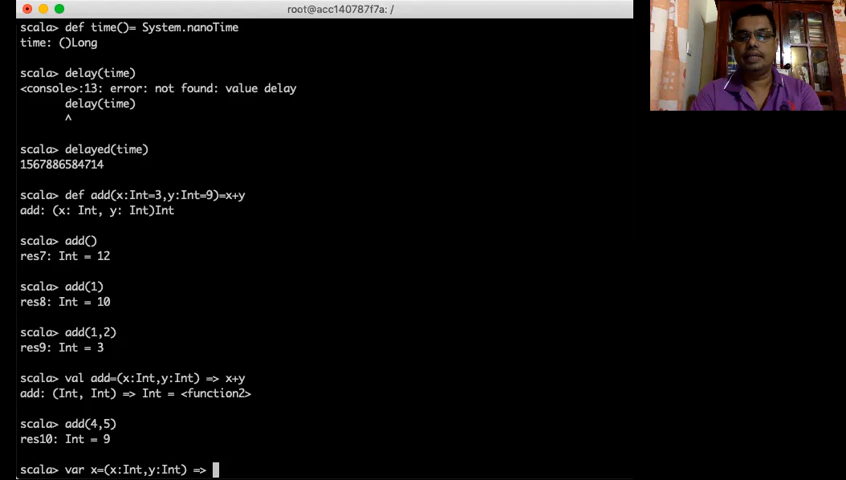 root@acc140787f7a: /
scala> def time()= System.nanoTime
time: ()Long
scala> delay(time)
<console>:13: error: not found: value delay
delay(time)
^
scala> delayed(time)
1567886584714
scala> def add(x:Int=3,y:Int=9)=x+y
add: (x: Int, y: Int)Int
scala> add()
res7: Int = 12
scala> add(1)
res8: Int = 10
scala> add(1,2)
res9: Int = 3
scala> val add=(x:Int,y:Int) => x+y
add: (Int, Int) => Int = <function2>
scala> add(4,5)
res10: Int = 9
scala> var x=(x:Int,y:Int) =>